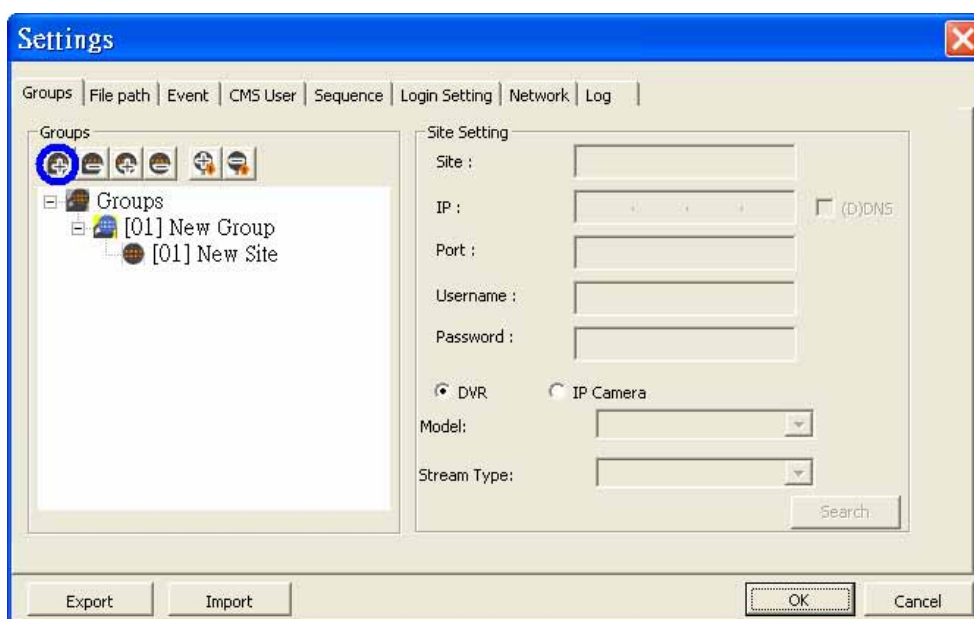 Settings
Groups File path Event CMS User Sequence Login Setting Network Log
Groups
Groups
[01] New Group
[01] New Site
Site Setting
Site :
IP :
(D)DNS
Port :
Username :
Password :
DVR
IP Camera
Model:
Stream Type:
Search
Export
Import
OK
Cancel